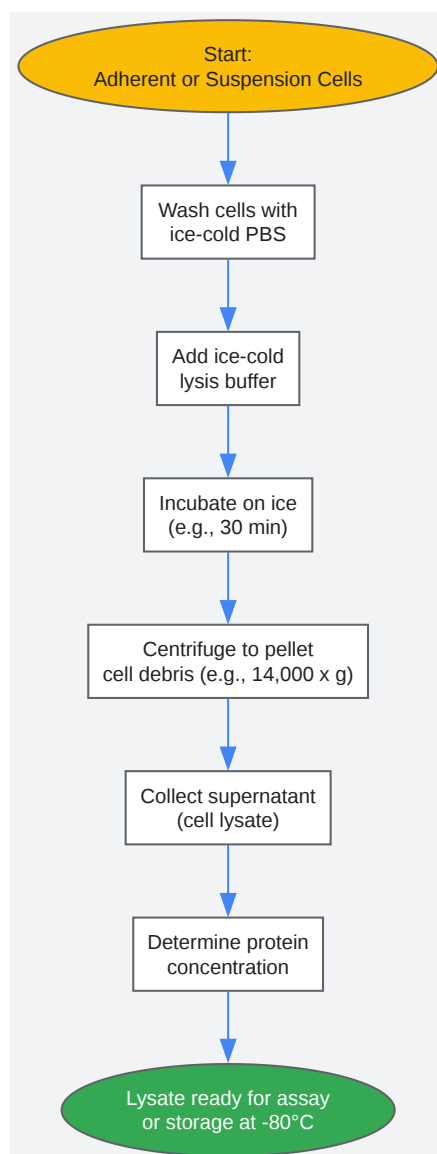 Start:
Adherent or Suspension Cells
Wash cells with
ice-cold PBS
Add ice-cold
lysis buffer
Incubate on ice
(e.g., 30 min)
Centrifuge to pellet
cell debris (e.g., 14,000 x g)
Collect supernatant
(cell lysate)
Determine protein
concentration
Lysate ready for assay
or storage at -80°C